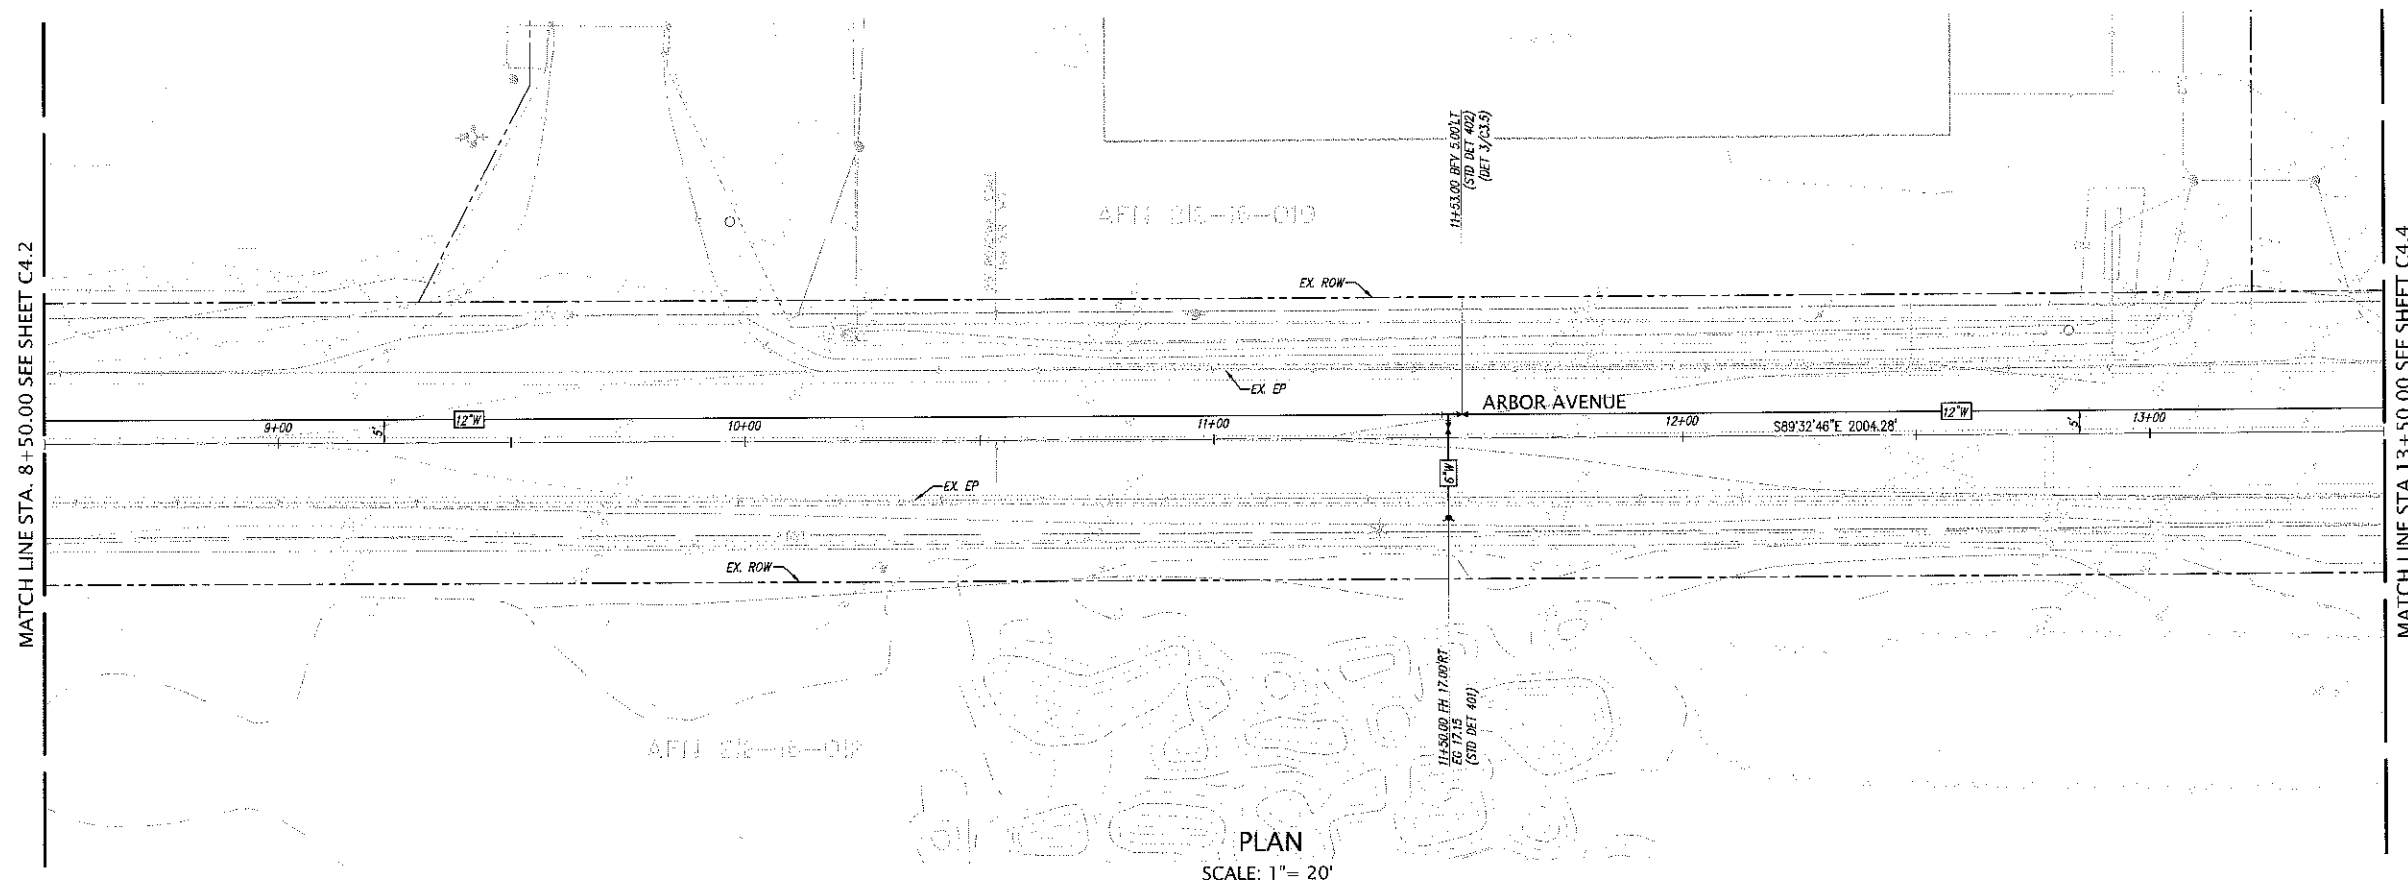 MATCH LINE STA. 8+50.00 SEE SHEET C4.2
11+53.00 BFV 5.00'LT
(STD DET 402)
(DET 3/C3.5)
EX. ROW
EX. EP
ARBOR AVENUE
12"W
12"W
9+00
5'
10+00
11+00
12+00
S89°32'46"E 2004.28'
5'
13+00
6"W
EX. EP
EX. ROW
11+50.00 FH 17.00'RT
EG 17.15
(STD DET 401)
MATCH LINE STA.13+50.00 SEE SHEET C4.4
PLAN
SCALE: 1"= 20'